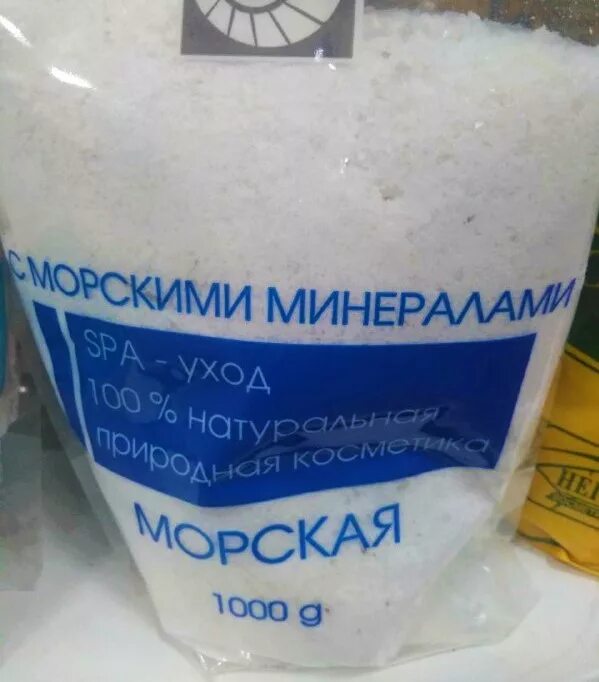 С МОРСКИМИ МИНЕРАЛАМИ
SPA - уход
100 % натуральная
природная косметика
МОРСКАЯ
1000 g